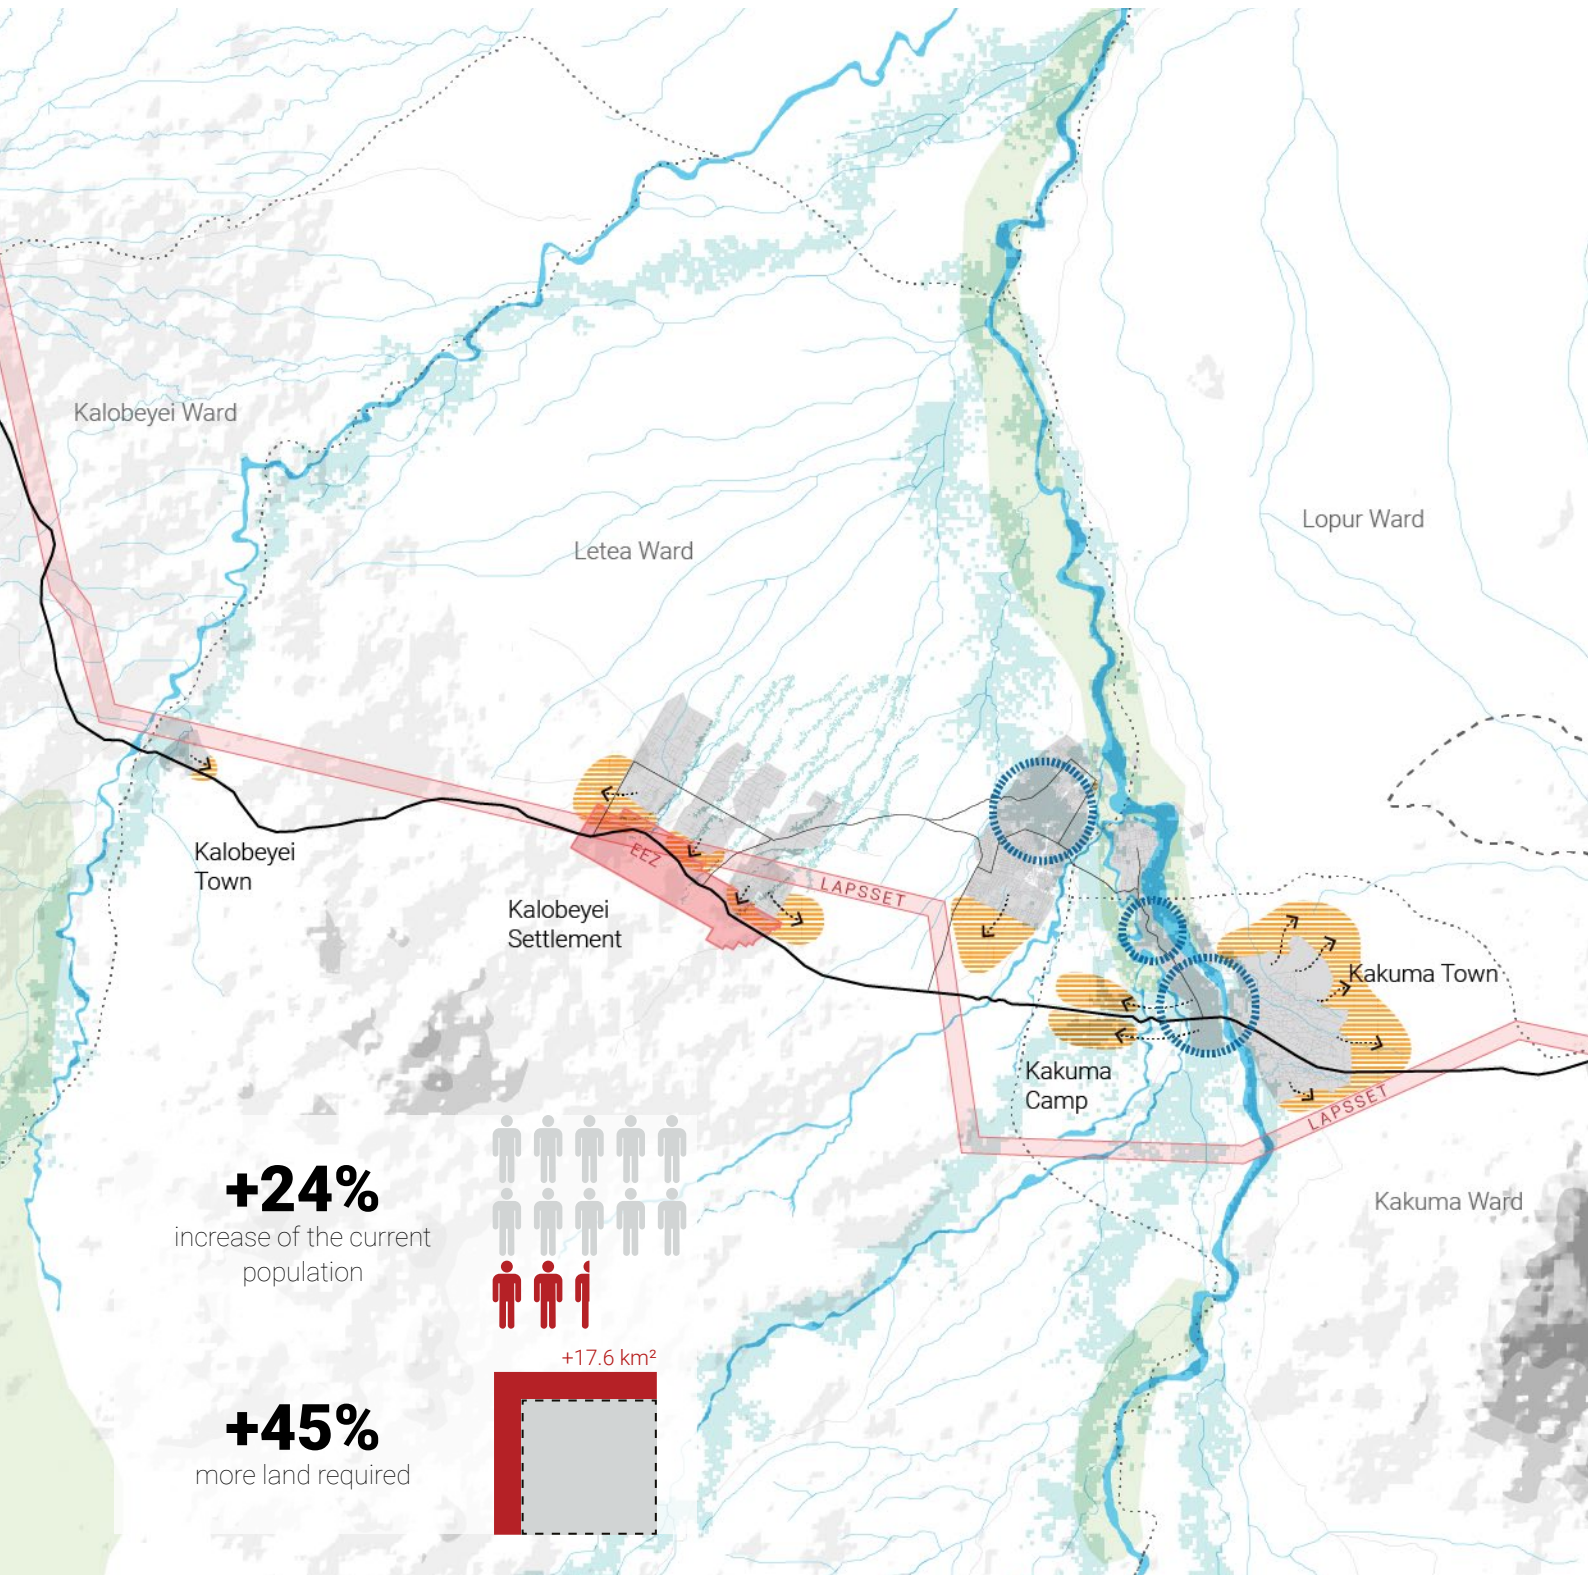 Kalobeyei Ward
Lopur Ward
Letea Ward
Kalobeyei
Town
EEZ
LAPSSET
Kalobeyei
Settlement
Kakuma Town
Kakuma
Camp
LAPSSET
Kakuma Ward
+24%
increase of the current
population
+17.6 km²
+45%
more land required